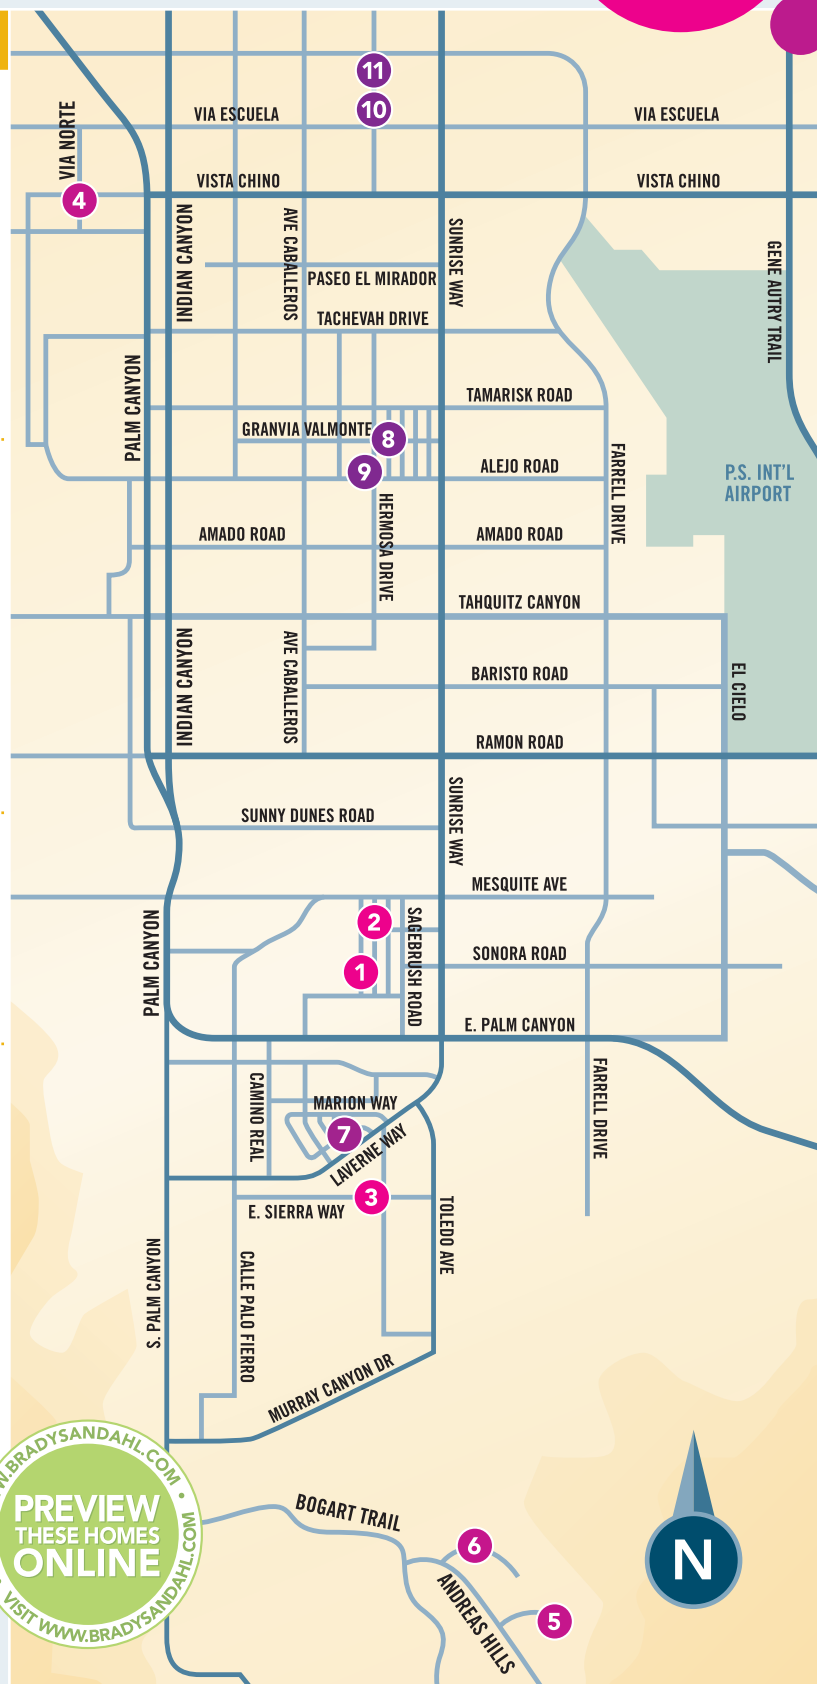 11
10
VIA ESCUELA
VIA ESCUELA
VIA NORTE
VISTA CHINO
VISTA CHINO
4
INDIAN CANYON
AVE CABALLEROS
SUNRISE WAY
GENE AUTRY TRAIL
PASEO EL MIRADOR
TACHEVAH DRIVE
PALM CANYON
TAMARISK ROAD
GRANVIA VALMONTE
8
FARRELL DRIVE
9
ALEJO ROAD
P.S. INT'L
AIRPORT
HERMOSA DRIVE
AMADO ROAD
AMADO ROAD
TAHQUITZ CANYON
INDIAN CANYON
AVE CABALLEROS
BARISTO ROAD
EL CIELO
RAMON ROAD
SUNRISE WAY
SUNNY DUNES ROAD
MESQUITE AVE
PALM CANYON
2
SAGEBRUSH ROAD
SONORA ROAD
1
E. PALM CANYON
CAMINO REAL
MARION WAY
FARRELL DRIVE
7
LAVERNE WAY
3
E. SIERRA WAY
TOLEDO AVE
S. PALM CANYON
CALLE PALO FIERRO
MURRAY CANYON DR
W.BRADYSANDAHL.COM •
PREVIEW
THESE HOMES
ONLINE
VISIT WWW.BRADYSANDAHL.COM
BOGART TRAIL
6
ANDREAS HILLS
5
N